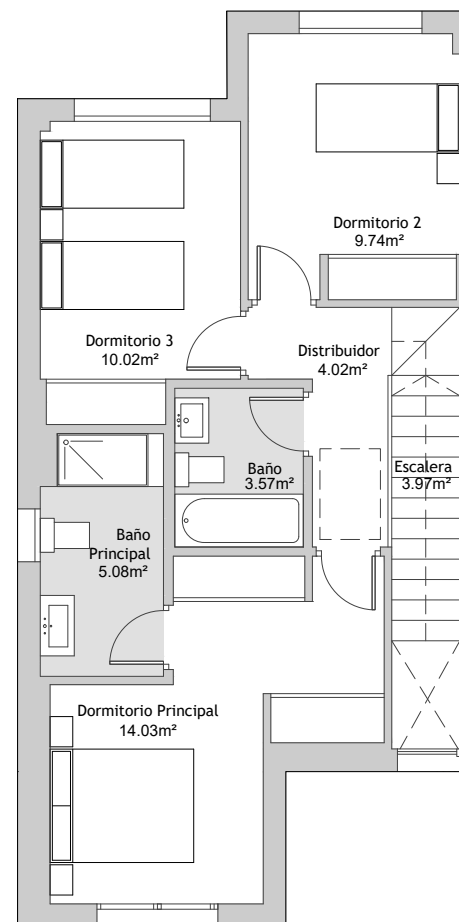 Dormitorio 2
9.74m²
Dormitorio 3
10.02m²
Distribuidor
4.02m²
Baño
3.57m²
Escalera
3.97m²
Baño
Principal
5.08m²
Dormitorio Principal
14.03m²